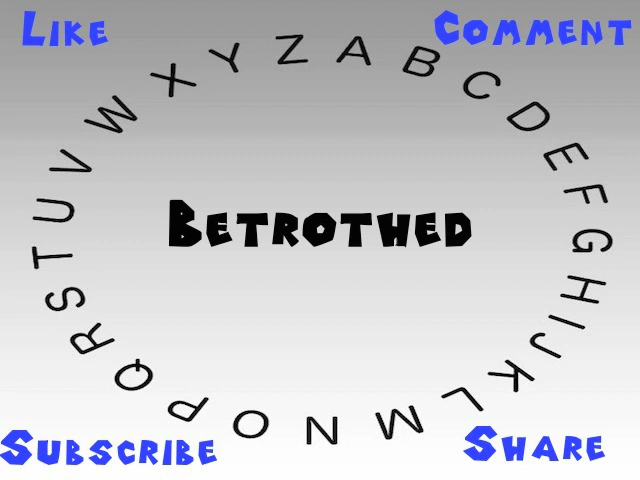 Like
Comment
A B C D E F G H I J K L M N O P Q R S T U V W X Y Z
Betrothed
Subscribe
Share